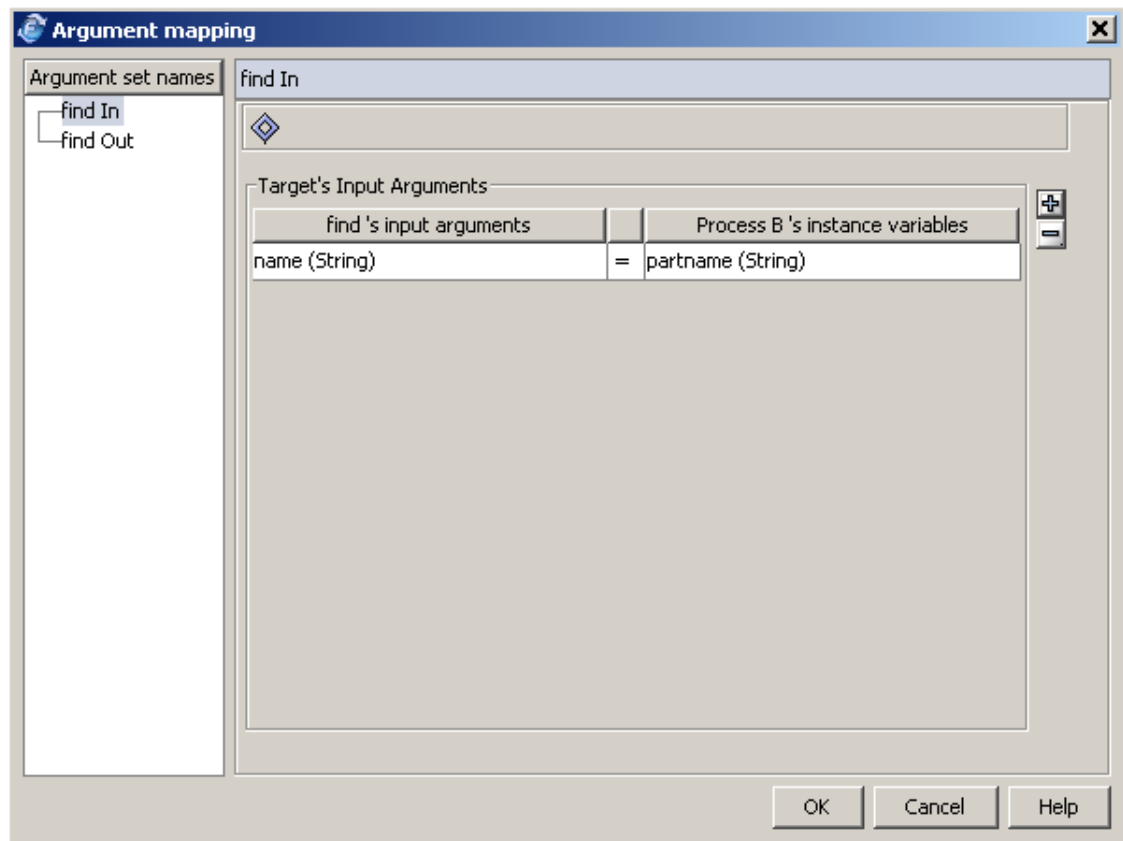 Argument mapping
Argument set names
find In
find Out
find In
Target's Input Arguments
find 's input arguments
Process B 's instance variables
name (String)
=
partname (String)
OK
Cancel
Help